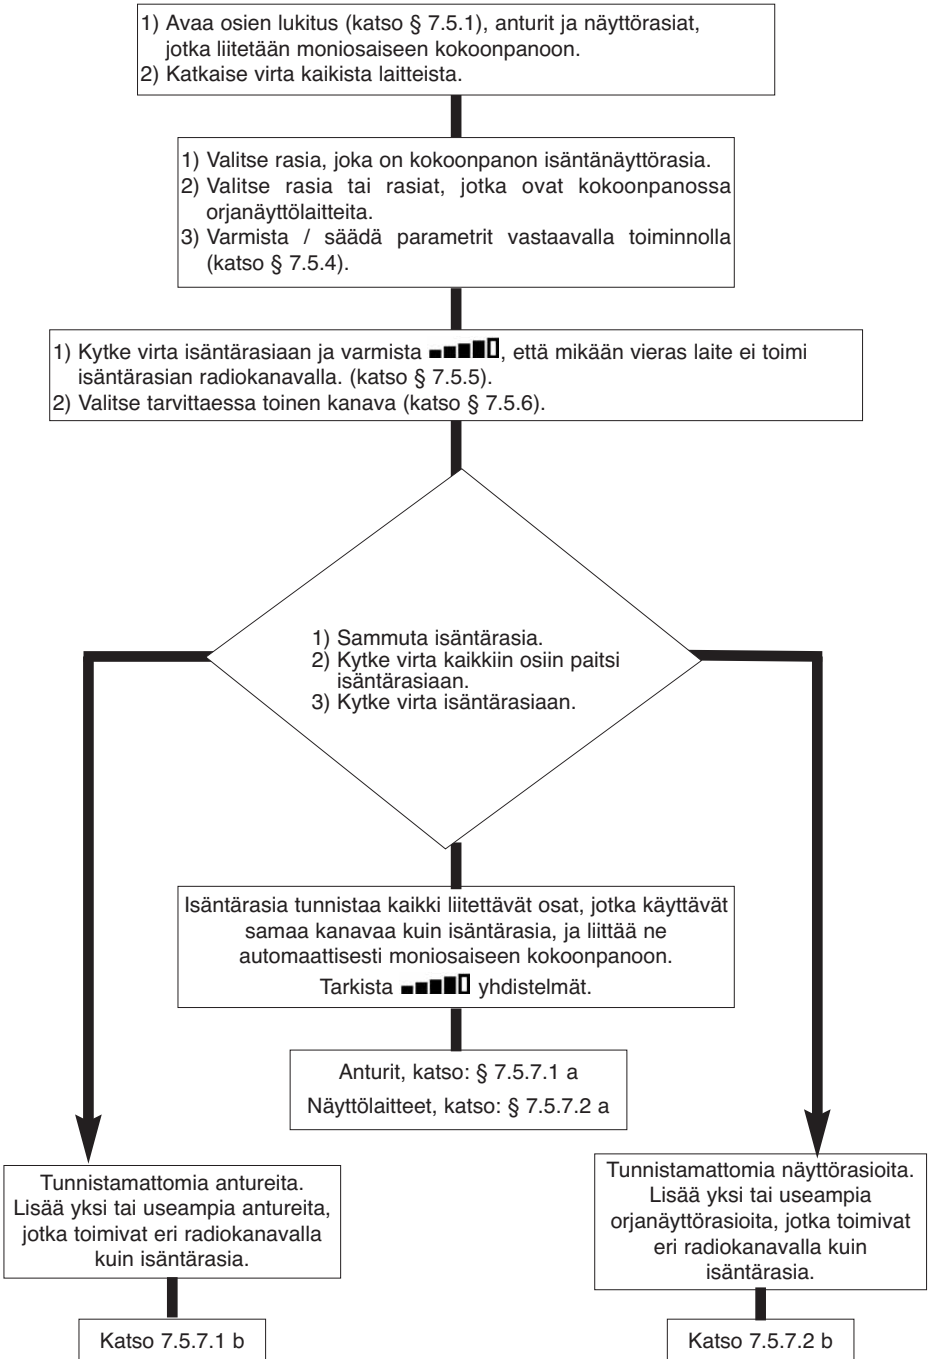 1) Avaa osien lukitus (katso § 7.5.1), anturit ja näyttörasiat,
jotka liitetään moniosaiseen kokoonpanoon.
2) Katkaise virta kaikista laitteista.
1) Valitse rasia, joka on kokoonpanon isäntänäyttörasia.
2) Valitse rasia tai rasiat, jotka ovat kokoonpanossa
orjanäyttölaitteita.
3) Varmista / säädä parametrit vastaavalla toiminnolla
(katso § 7.5.4).
1) Kytke virta isäntärasiaan ja varmista , että mikään vieras laite ei toimi
isäntärasian radiokanavalla. (katso § 7.5.5).
2) Valitse tarvittaessa toinen kanava (katso § 7.5.6).
1) Sammuta isäntärasia.
2) Kytke virta kaikkiin osiin paitsi
isäntärasiaan.
3) Kytke virta isäntärasiaan.
Isäntärasia tunnistaa kaikki liitettävät osat, jotka käyttävät
samaa kanavaa kuin isäntärasia, ja liittää ne
automaattisesti moniosaiseen kokoonpanoon.
Tarkista yhdistelmät.
Anturit, katso: § 7.5.7.1 a
Näyttölaitteet, katso: § 7.5.7.2 a
Tunnistamattomia antureita.
Lisää yksi tai useampia antureita,
jotka toimivat eri radiokanavalla
kuin isäntärasia.
Katso 7.5.7.1 b
Tunnistamattomia näyttörasioita.
Lisää yksi tai useampia
orjanäyttörasioita, jotka toimivat
eri radiokanavalla kuin
isäntärasia.
Katso 7.5.7.2 b